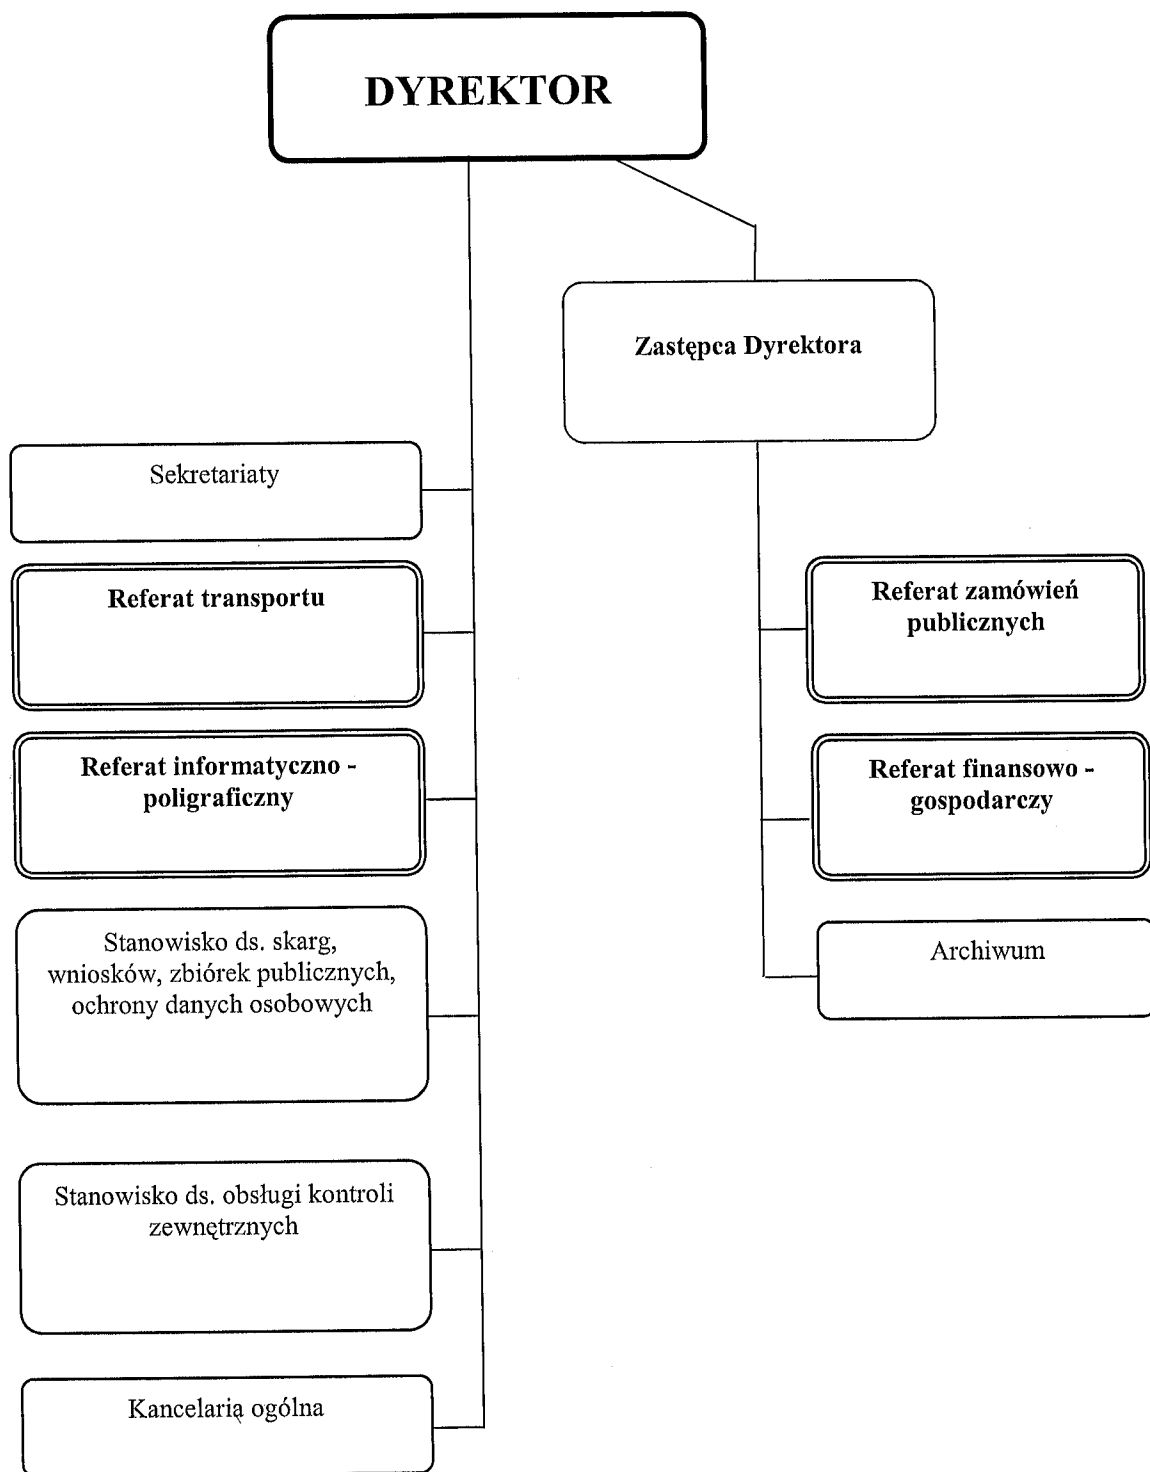 DYREKTOR
Zastępca Dyrektora
Sekretariaty
Referat transportu
Referat informatyczno -
poligraficzny
Stanowisko ds. skarg,
wniosków, zbiórek publicznych,
ochrony danych osobowych
Stanowisko ds. obsługi kontroli
zewnętrznych
Kancelarią ogólna
Referat zamówień
publicznych
Referat finansowo -
gospodarczy
Archiwum